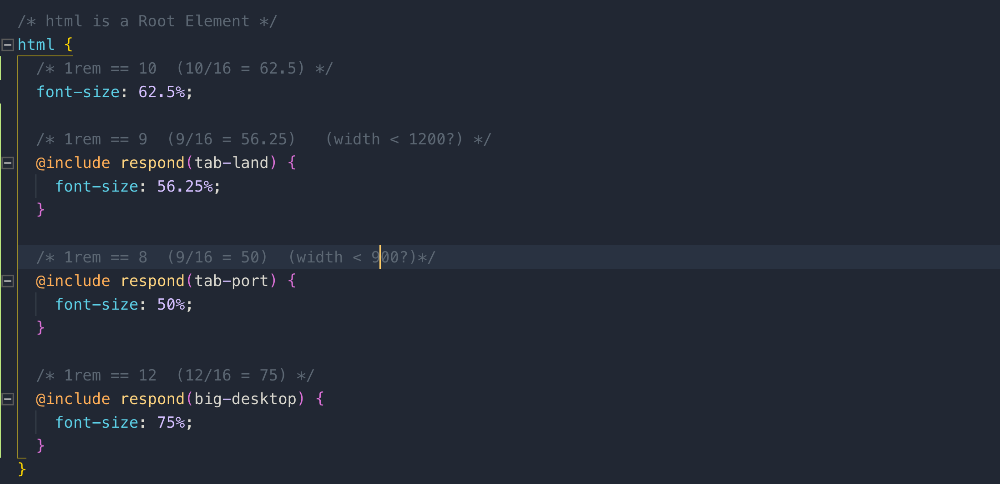 /* html is a Root Element */
html {
/* 1rem == 10  (10/16 = 62.5) */
font-size: 62.5%;
/* 1rem == 9  (9/16 = 56.25)   (width < 1200?) */
@include respond(tab-land) {
font-size: 56.25%;
}
/* 1rem == 8  (9/16 = 50)  (width < 900?)*/
@include respond(tab-port) {
font-size: 50%;
}
/* 1rem == 12  (12/16 = 75) */
@include respond(big-desktop) {
font-size: 75%;
}
}